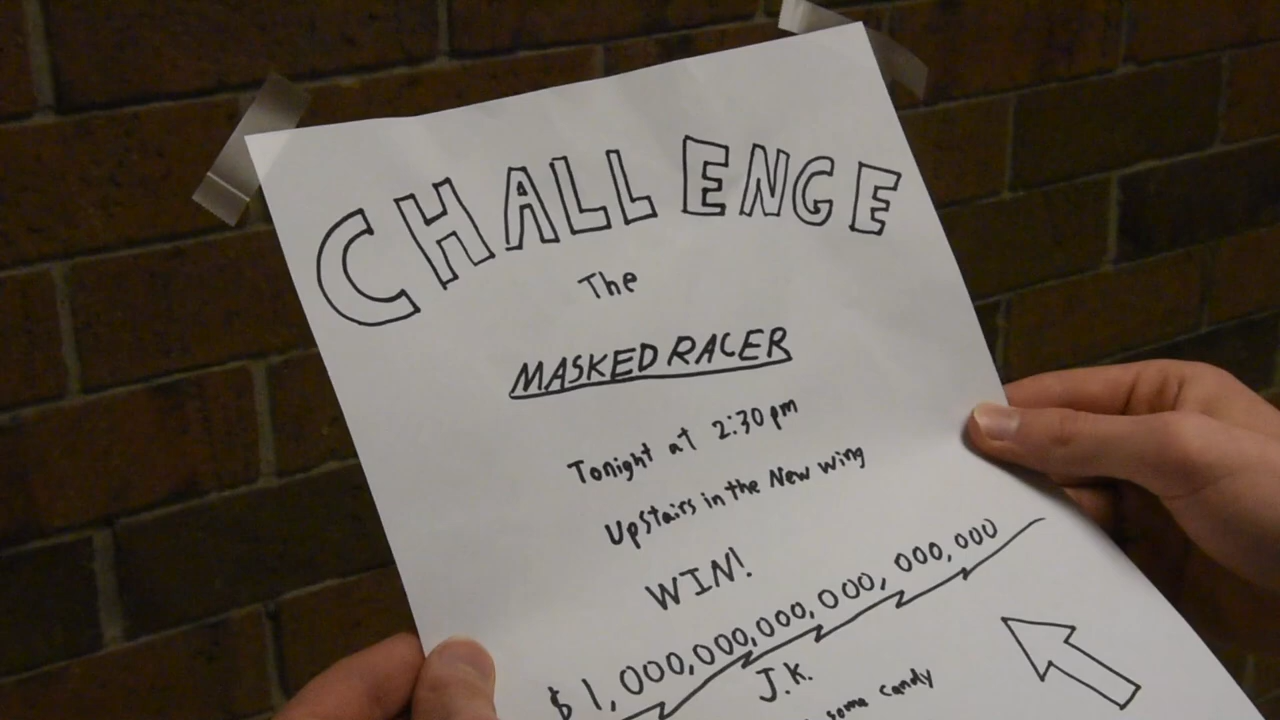 CHALLENGE
The
MASKED RACER
Tonight at 2:30pm
Upstairs in the New wing
WIN!
$1,000,000,000,000,000,000
J.K.
some candy